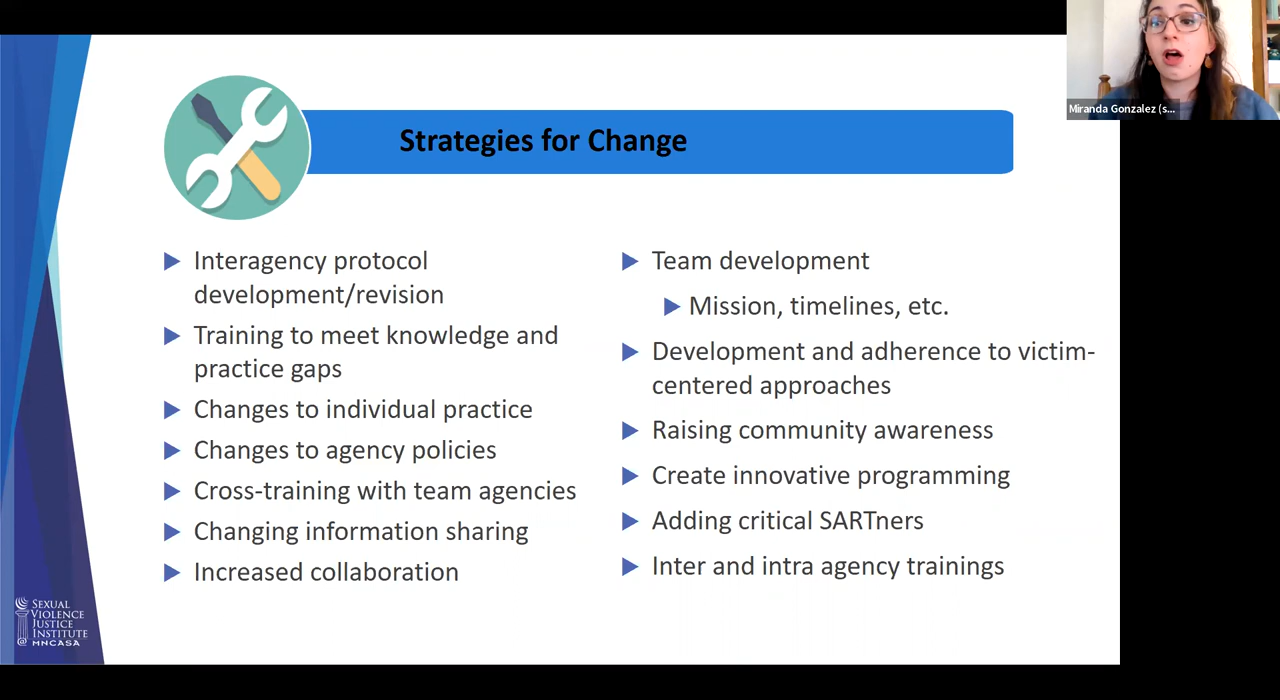 Miranda Gonzalez (s...
Strategies for Change
Interagency protocol
development/revision
Training to meet knowledge and
practice gaps
Changes to individual practice
Changes to agency policies
Cross-training with team agencies
Changing information sharing
Increased collaboration
Team development
Mission, timelines, etc.
Development and adherence to victim-
centered approaches
Raising community awareness
Create innovative programming
Adding critical SARTners
Inter and intra agency trainings
SEXUAL
VIOLENCE
JUSTICE
INSTITUTE
@ MNCASA